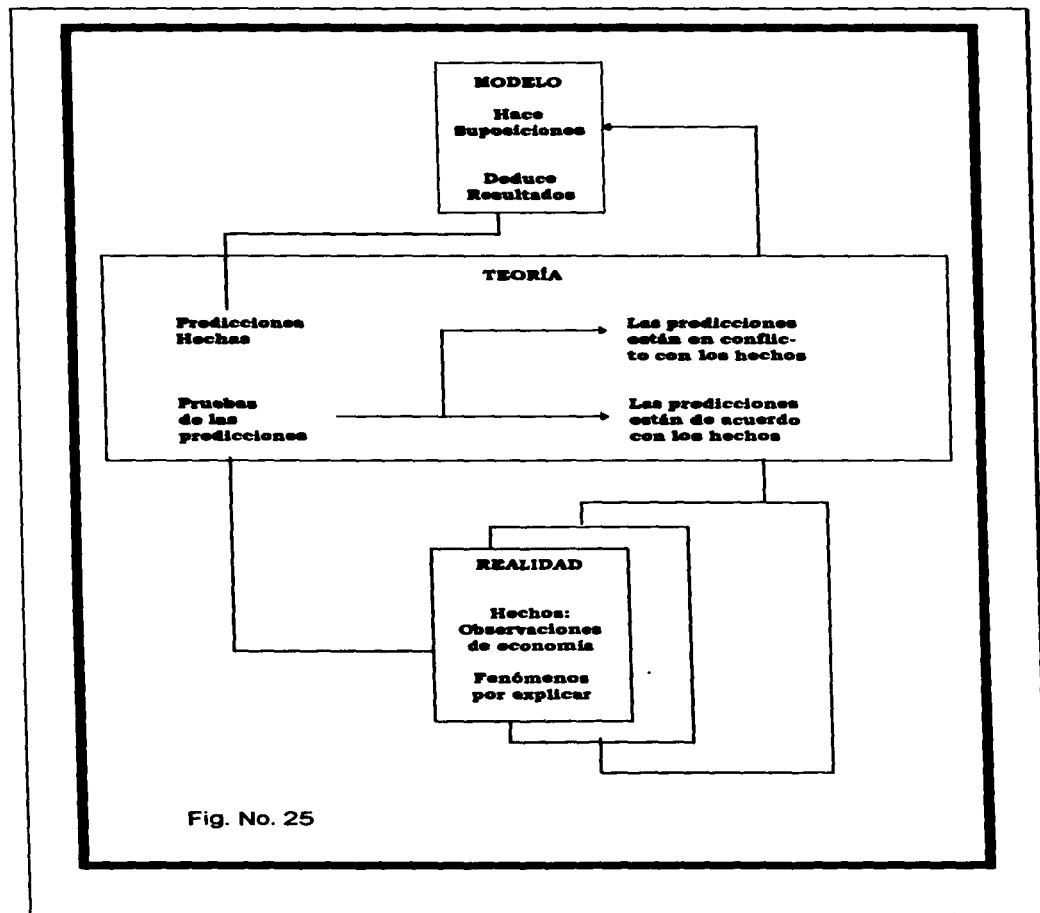 MODELO
Hace
Suposiciones
Deduce
Resultados
TEORÍA
Predicciones
Hechas
Las predicciones
están en conflic-
to con los hechos
Pruebas
de las
predicciones
Las predicciones
están de acuerdo
con los hechos
REALIDAD
Hechos:
Observaciones
de economía
Fenómenos
por explicar
Fig. No. 25